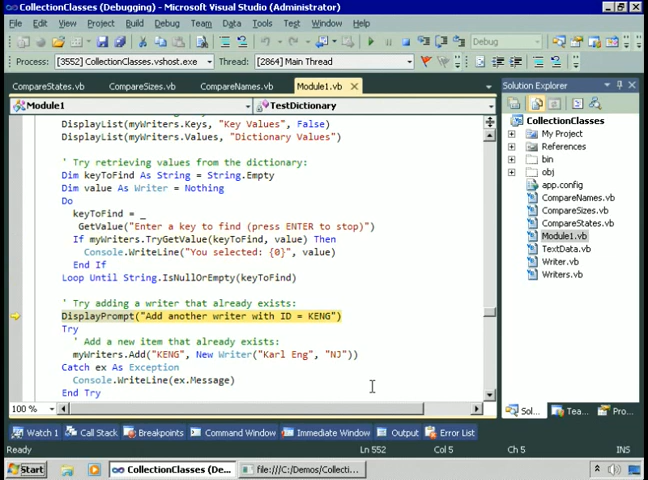 CollectionClasses (Debugging) - Microsoft Visual Studio (Administrator)
File Edit View Project Build Debug Team Data Tools Test Window Help
Debug
Process: [3552] CollectionClasses.vshost.exe Thread: [2864] Main Thread
CompareStates.vb CompareSizes.vb CompareNames.vb Module1.vb
Module1 TestDictionary
DisplayList(myWriters.Keys, "Key Values", False)
DisplayList(myWriters.Values, "Dictionary Values")
' Try retrieving values from the dictionary:
Dim keyToFind As String = String.Empty
Dim value As Writer = Nothing
Do
keyToFind = _
GetValue("Enter a key to find (press ENTER to stop)")
If myWriters.TryGetValue(keyToFind, value) Then
Console.WriteLine("You selected: {0}", value)
End If
Loop Until String.IsNullOrEmpty(keyToFind)
' Try adding a writer that already exists:
DisplayPrompt("Add another writer with ID = KENG")
Try
' Add a new item that already exists:
myWriters.Add("KENG", New Writer("Karl Eng", "NJ"))
Catch ex As Exception
Console.WriteLine(ex.Message)
End Try
100 %
Solution Explorer
CollectionClasses
My Project
References
bin
obj
app.config
CompareNames.vb
CompareSizes.vb
CompareStates.vb
Module1.vb
TextData.vb
Writer.vb
Writers.vb
Sol... Tea... Pro...
Watch 1 Call Stack Breakpoints Command Window Immediate Window Output Error List
Ready Ln 552 Col 5 Ch 5 INS
Start CollectionClasses (De... file:///C:/Demos/Collecti...